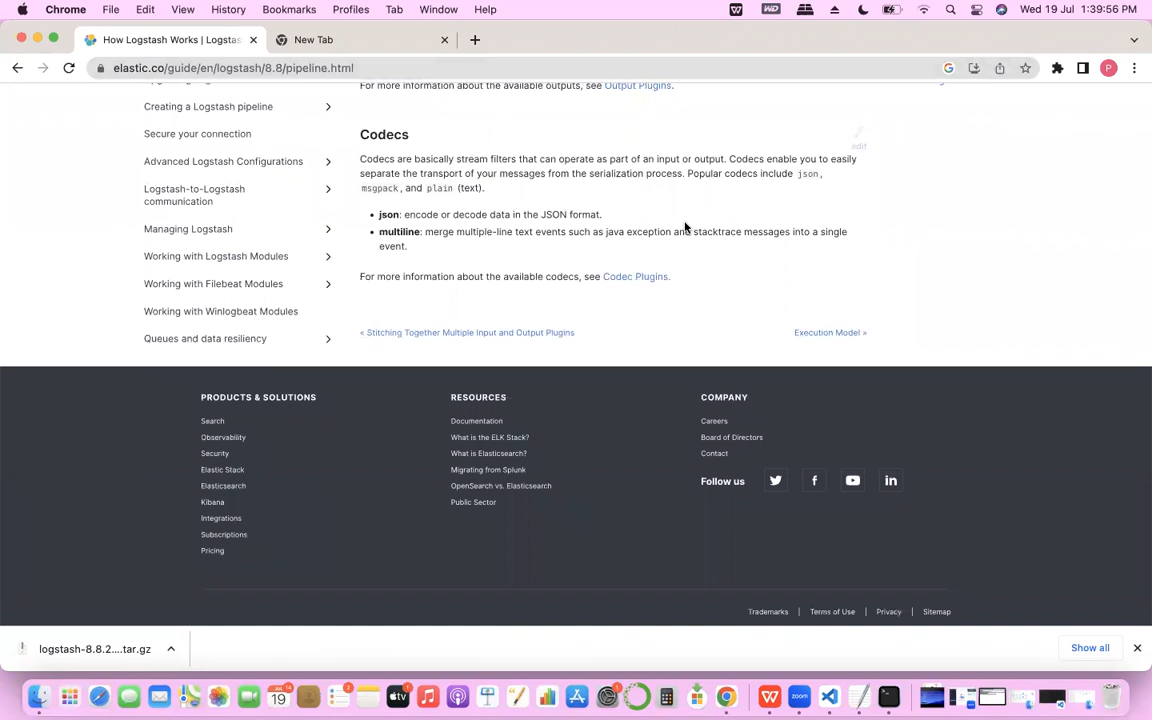 Chrome File Edit View History Bookmarks Profiles Tab Window Help Wed 19 Jul 1:39:56 PM
How Logstash Works | Logstas New Tab
elastic.co/guide/en/logstash/8.8/pipeline.html
For more information about the available outputs, see Output Plugins.
Creating a Logstash pipeline
Secure your connection
Advanced Logstash Configurations
Logstash-to-Logstash
communication
Managing Logstash
Working with Logstash Modules
Working with Filebeat Modules
Working with Winlogbeat Modules
Queues and data resiliency
Codecs
edit
Codecs are basically stream filters that can operate as part of an input or output. Codecs enable you to easily
separate the transport of your messages from the serialization process. Popular codecs include json,
msgpack, and plain (text).
• json: encode or decode data in the JSON format.
• multiline: merge multiple-line text events such as java exception and stacktrace messages into a single
event.
For more information about the available codecs, see Codec Plugins.
« Stitching Together Multiple Input and Output Plugins Execution Model »
PRODUCTS & SOLUTIONS
Search
Observability
Security
Elastic Stack
Elasticsearch
Kibana
Integrations
Subscriptions
Pricing
RESOURCES
Documentation
What is the ELK Stack?
What is Elasticsearch?
Migrating from Splunk
OpenSearch vs. Elasticsearch
Public Sector
COMPANY
Careers
Board of Directors
Contact
Follow us
Trademarks | Terms of Use | Privacy | Sitemap
logstash-8.8.2....tar.gz Show all